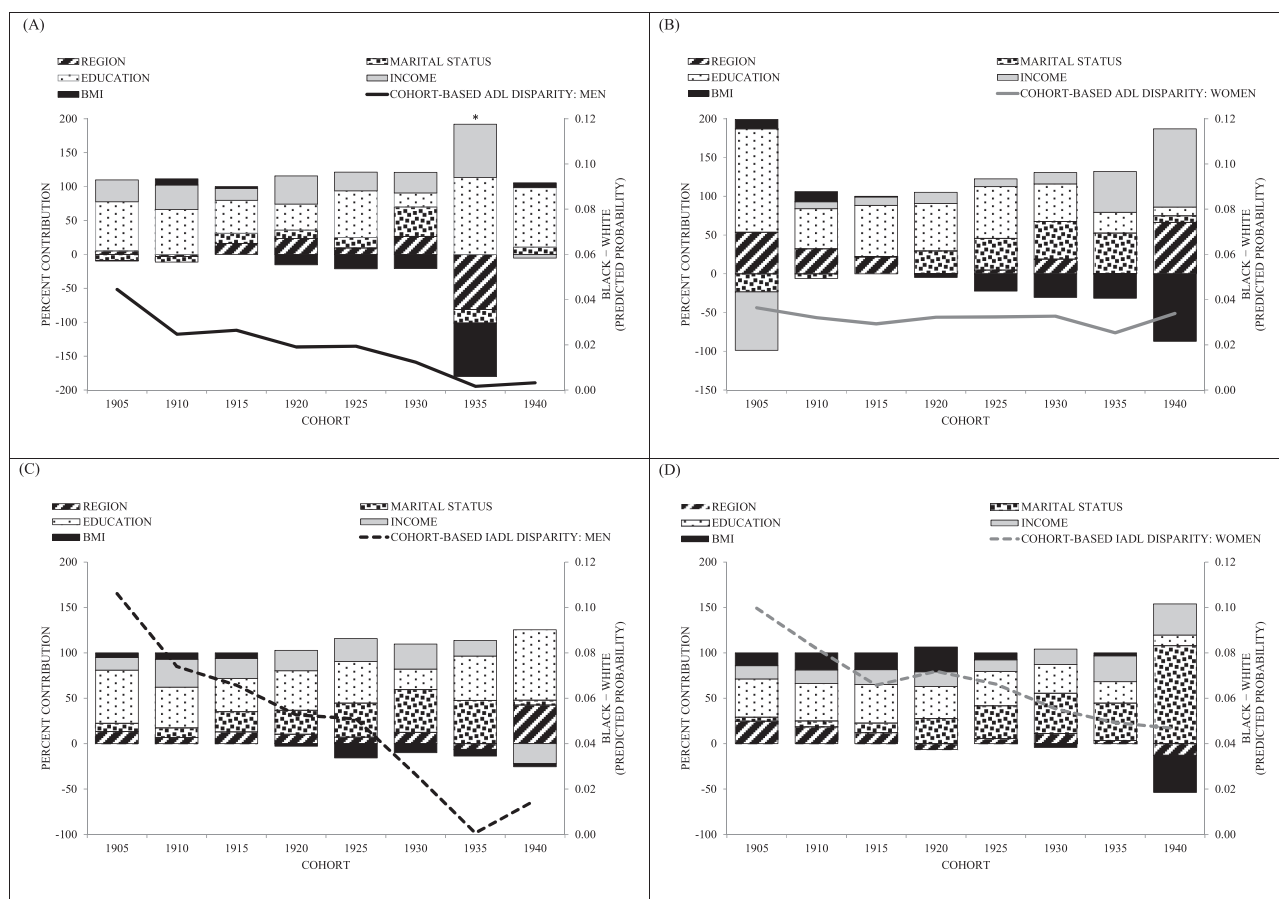 (A)
REGION
MARITAL STATUS
EDUCATION
INCOME
BMI
COHORT-BASED ADL DISPARITY: MEN
200
150
100
50
0
-50
-100
-150
-200
PERCENT CONTRIBUTION
*
0.12
0.10
0.08
0.06
0.04
0.02
0.00
BLACK – WHITE
(PREDICTED PROBABILITY)
1905 1910 1915 1920 1925 1930 1935 1940
COHORT
(B)
REGION
MARITAL STATUS
EDUCATION
INCOME
BMI
COHORT-BASED ADL DISPARITY: WOMEN
200
150
100
50
0
-50
-100
-150
PERCENT CONTRIBUTION
0.12
0.10
0.08
0.06
0.04
0.02
0.00
BLACK – WHITE
(PREDICTED PROBABILITY)
1905 1910 1915 1920 1925 1930 1935 1940
COHORT
(C)
REGION
MARITAL STATUS
EDUCATION
INCOME
BMI
COHORT-BASED IADL DISPARITY: MEN
200
150
100
50
0
-50
-100
PERCENT CONTRIBUTION
0.12
0.10
0.08
0.06
0.04
0.02
0.00
BLACK – WHITE
(PREDICTED PROBABILITY)
1905 1910 1915 1920 1925 1930 1935 1940
COHORT
(D)
REGION
MARITAL STATUS
EDUCATION
INCOME
BMI
COHORT-BASED IADL DISPARITY: WOMEN
200
150
100
50
0
-50
-100
PERCENT CONTRIBUTION
0.12
0.10
0.08
0.06
0.04
0.02
0.00
BLACK – WHITE
(PREDICTED PROBABILITY)
1905 1910 1915 1920 1925 1930 1935 1940
COHORT